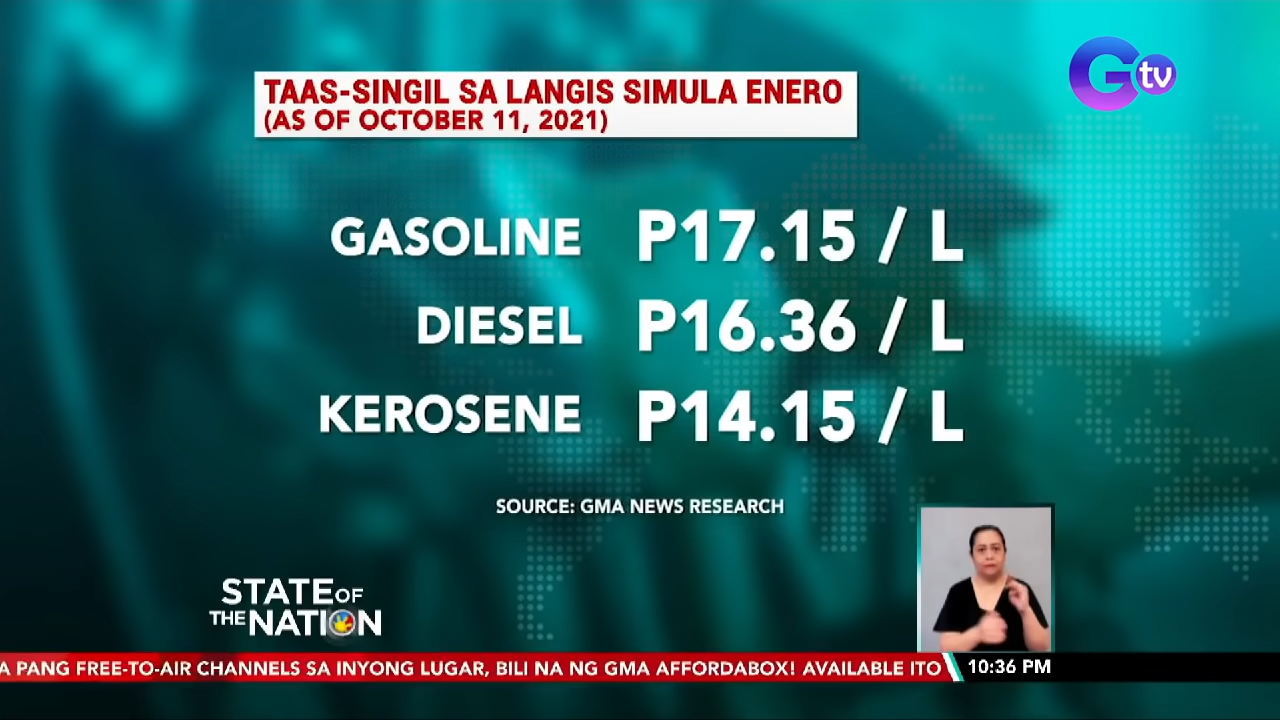 TAAS-SINGIL SA LANGIS SIMULA ENERO
(AS OF OCTOBER 11, 2021)
Gtv
GASOLINE P17.15 / L
DIESEL P16.36 / L
KEROSENE P14.15 / L
SOURCE: GMA NEWS RESEARCH
STATE OF
THE NATION
A PANG FREE-TO-AIR CHANNELS SA INYONG LUGAR, BILI NA NG GMA AFFORDABOX! AVAILABLE ITO
10:36 PM